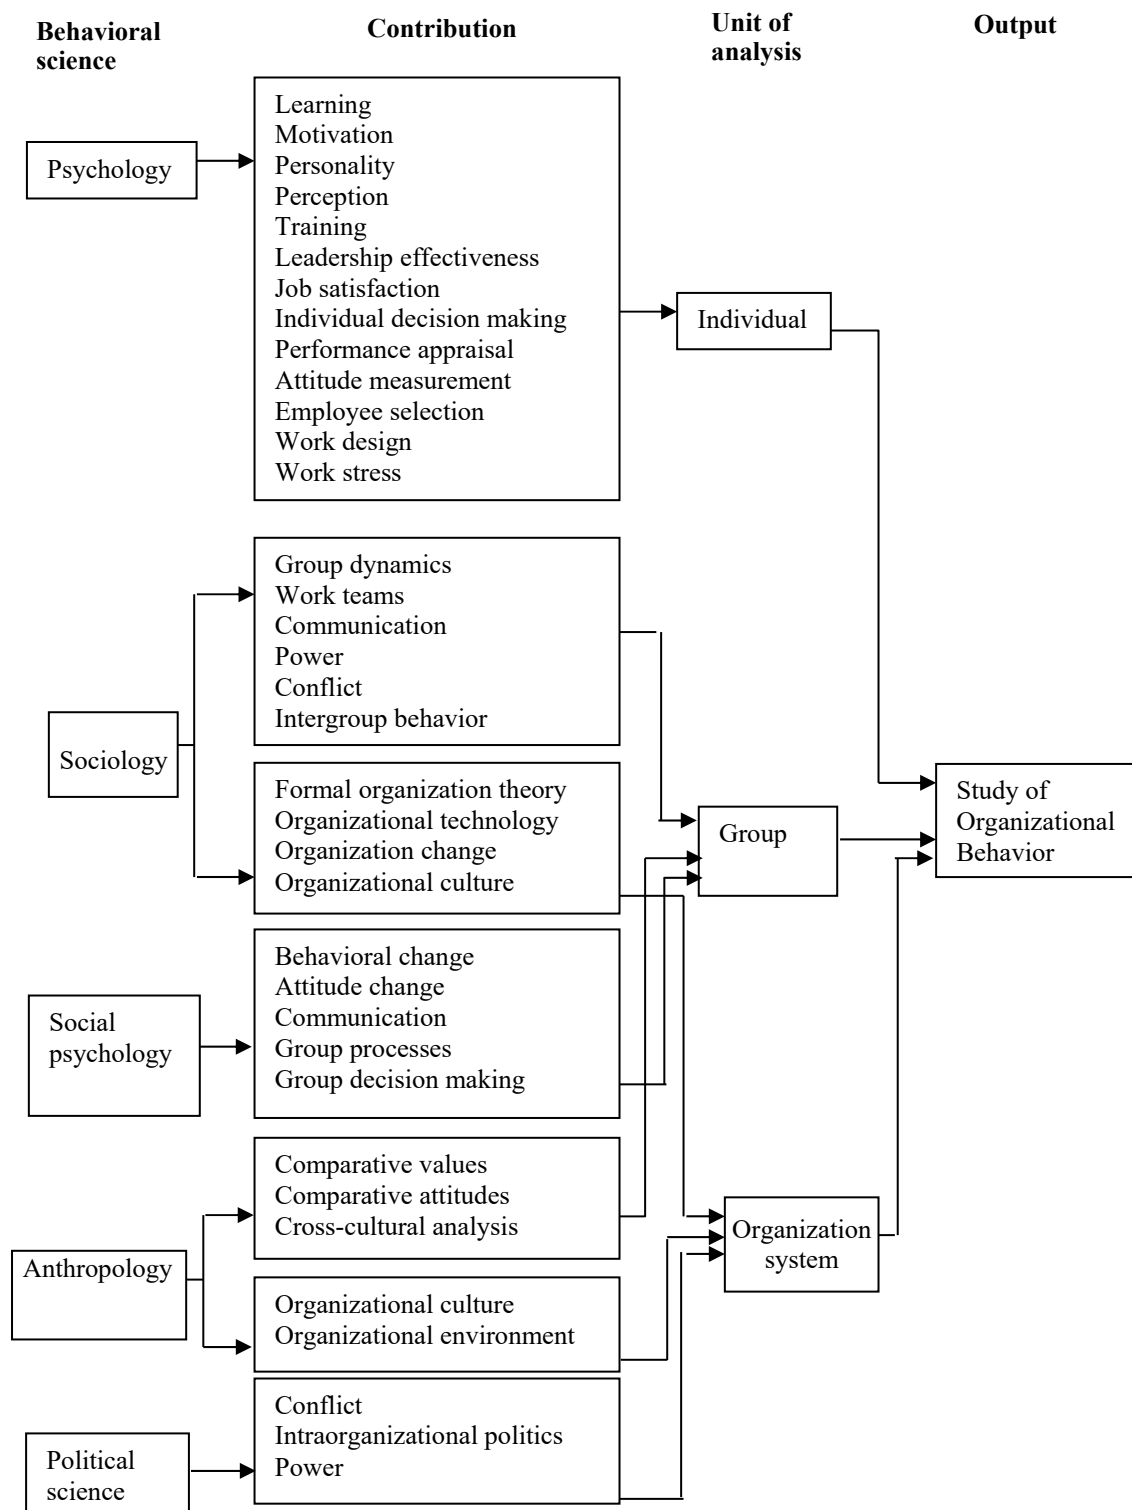 Behavioral
science
Contribution
Unit of
analysis
Output
Psychology
Learning
Motivation
Personality
Perception
Training
Leadership effectiveness
Job satisfaction
Individual decision making
Performance appraisal
Attitude measurement
Employee selection
Work design
Work stress
Individual
Sociology
Group dynamics
Work teams
Communication
Power
Conflict
Intergroup behavior
Formal organization theory
Organizational technology
Organization change
Organizational culture
Group
Study of
Organizational
Behavior
Social
psychology
Behavioral change
Attitude change
Communication
Group processes
Group decision making
Anthropology
Comparative values
Comparative attitudes
Cross-cultural analysis
Organizational culture
Organizational environment
Organization
system
Political
science
Conflict
Intraorganizational politics
Power